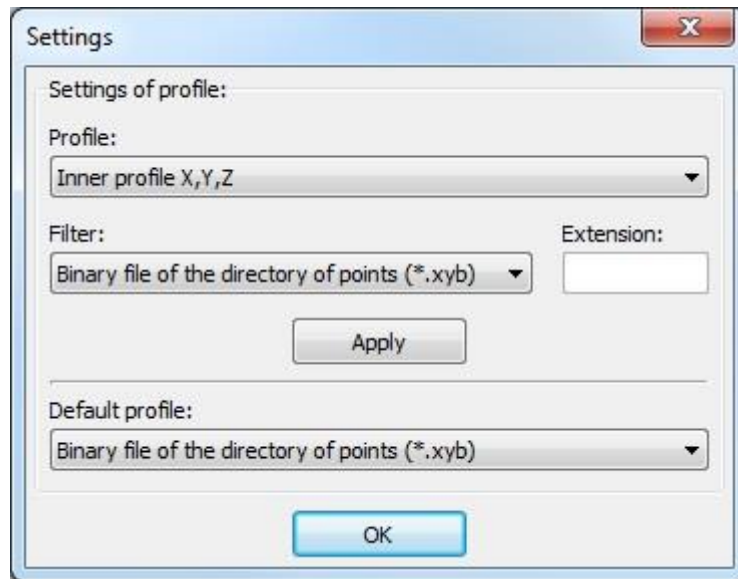 Settings
Settings of profile:
Profile:
Inner profile X,Y,Z
Filter: Extension:
Binary file of the directory of points (*.xyb)
Apply
Default profile:
Binary file of the directory of points (*.xyb)
OK